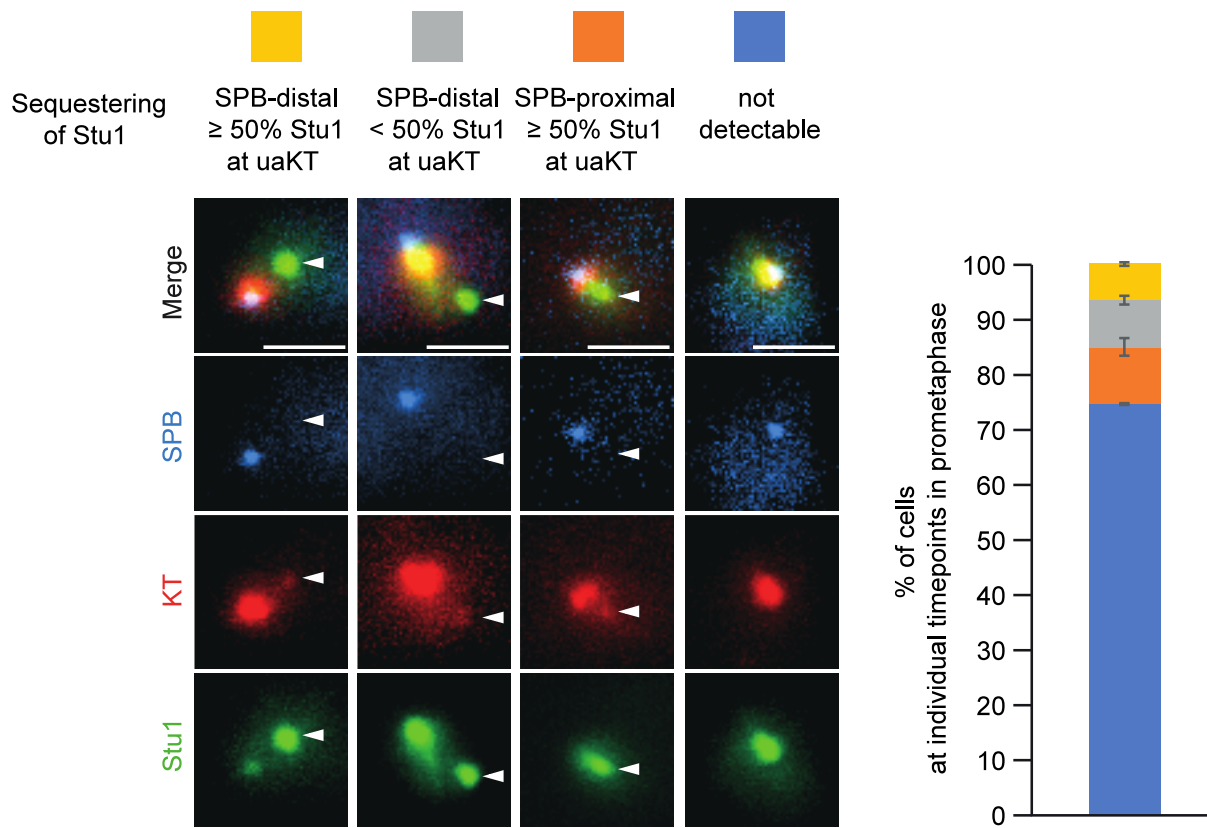 Sequestering
of Stu1
SPB-distal
≥ 50% Stu1
at uaKT
SPB-distal
< 50% Stu1
at uaKT
SPB-proximal
≥ 50% Stu1
at uaKT
not
detectable
Merge
SPB
KT
Stu1
% of cells
at individual timepoints in prometaphase
100
90
80
70
60
50
40
30
20
10
0